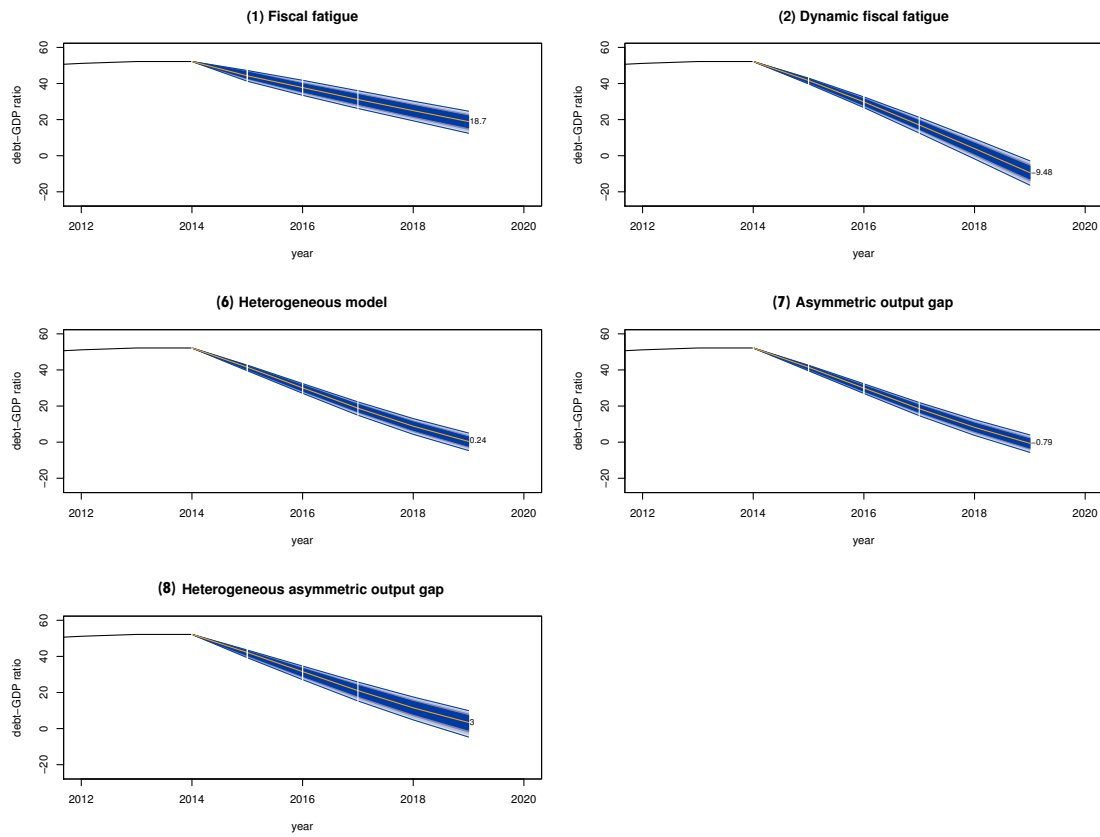 (1) Fiscal fatigue
debt−GDP ratio
60
40
20
0
−20
18.7
2012 2014 2016 2018 2020
year
(2) Dynamic fiscal fatigue
debt−GDP ratio
60
40
20
0
−20
−9.48
2012 2014 2016 2018 2020
year
(6) Heterogeneous model
debt−GDP ratio
60
40
20
0
−20
0.24
2012 2014 2016 2018 2020
year
(7) Asymmetric output gap
debt−GDP ratio
60
40
20
0
−20
−0.79
2012 2014 2016 2018 2020
year
(8) Heterogeneous asymmetric output gap
debt−GDP ratio
60
40
20
0
−20
3
2012 2014 2016 2018 2020
year